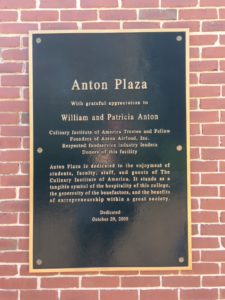 Anton Plaza
With grateful appreciation to
William and Patricia Anton
Culinary Institute of America Trustee and Fellow
Founders of Anton Airfood, Inc.
Respected foodservice industry leaders
Donors of this facility
Anton Plaza is dedicated to the enjoyment of
students, faculty, staff, and guests of The
Culinary Institute of America. It stands as a
tangible symbol of the hospitality of this college,
the generosity of the benefactors, and the benefits
of entrepreneurship within a great society.
Dedicated
October 29, 2005